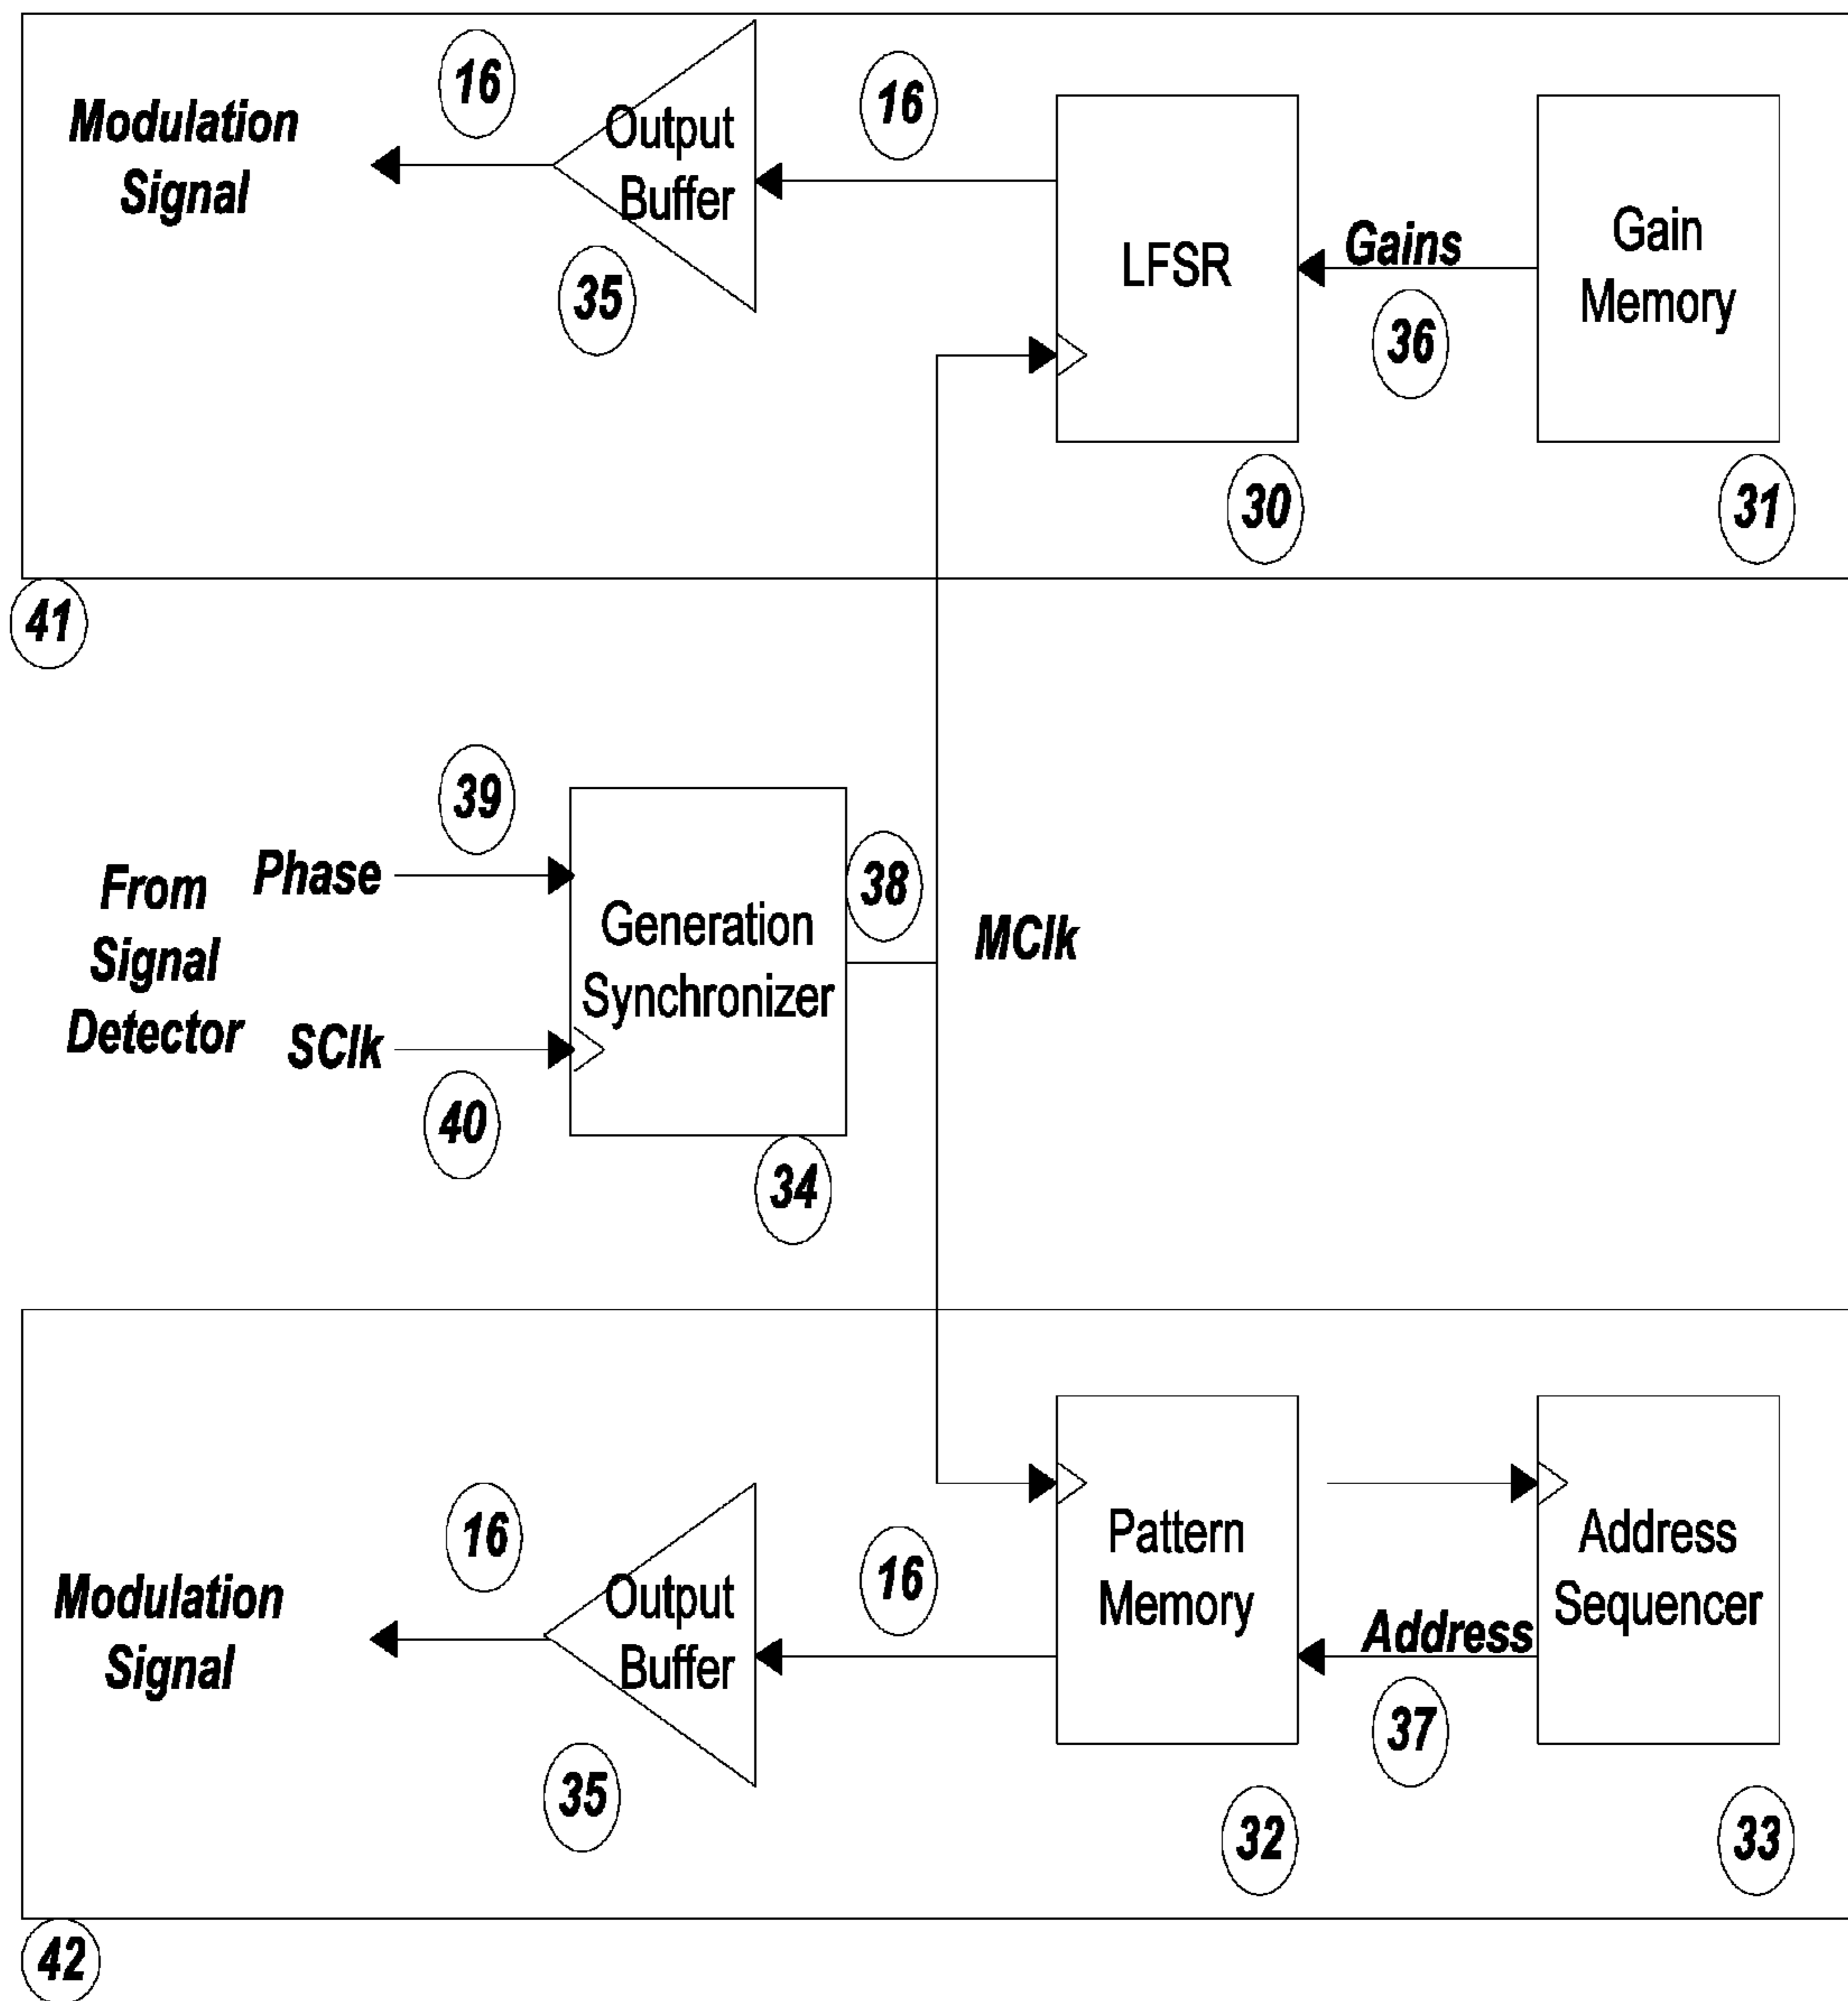 16
Modulation
Signal
Output
Buffer
35
16
LFSR
Gains
36
Gain
Memory
30
31
41
39
From
Signal
Detector
Phase
SClk
40
Generation
Synchronizer
38
MClk
34
16
Modulation
Signal
Output
Buffer
35
16
Pattern
Memory
Address
37
Address
Sequencer
32
33
42